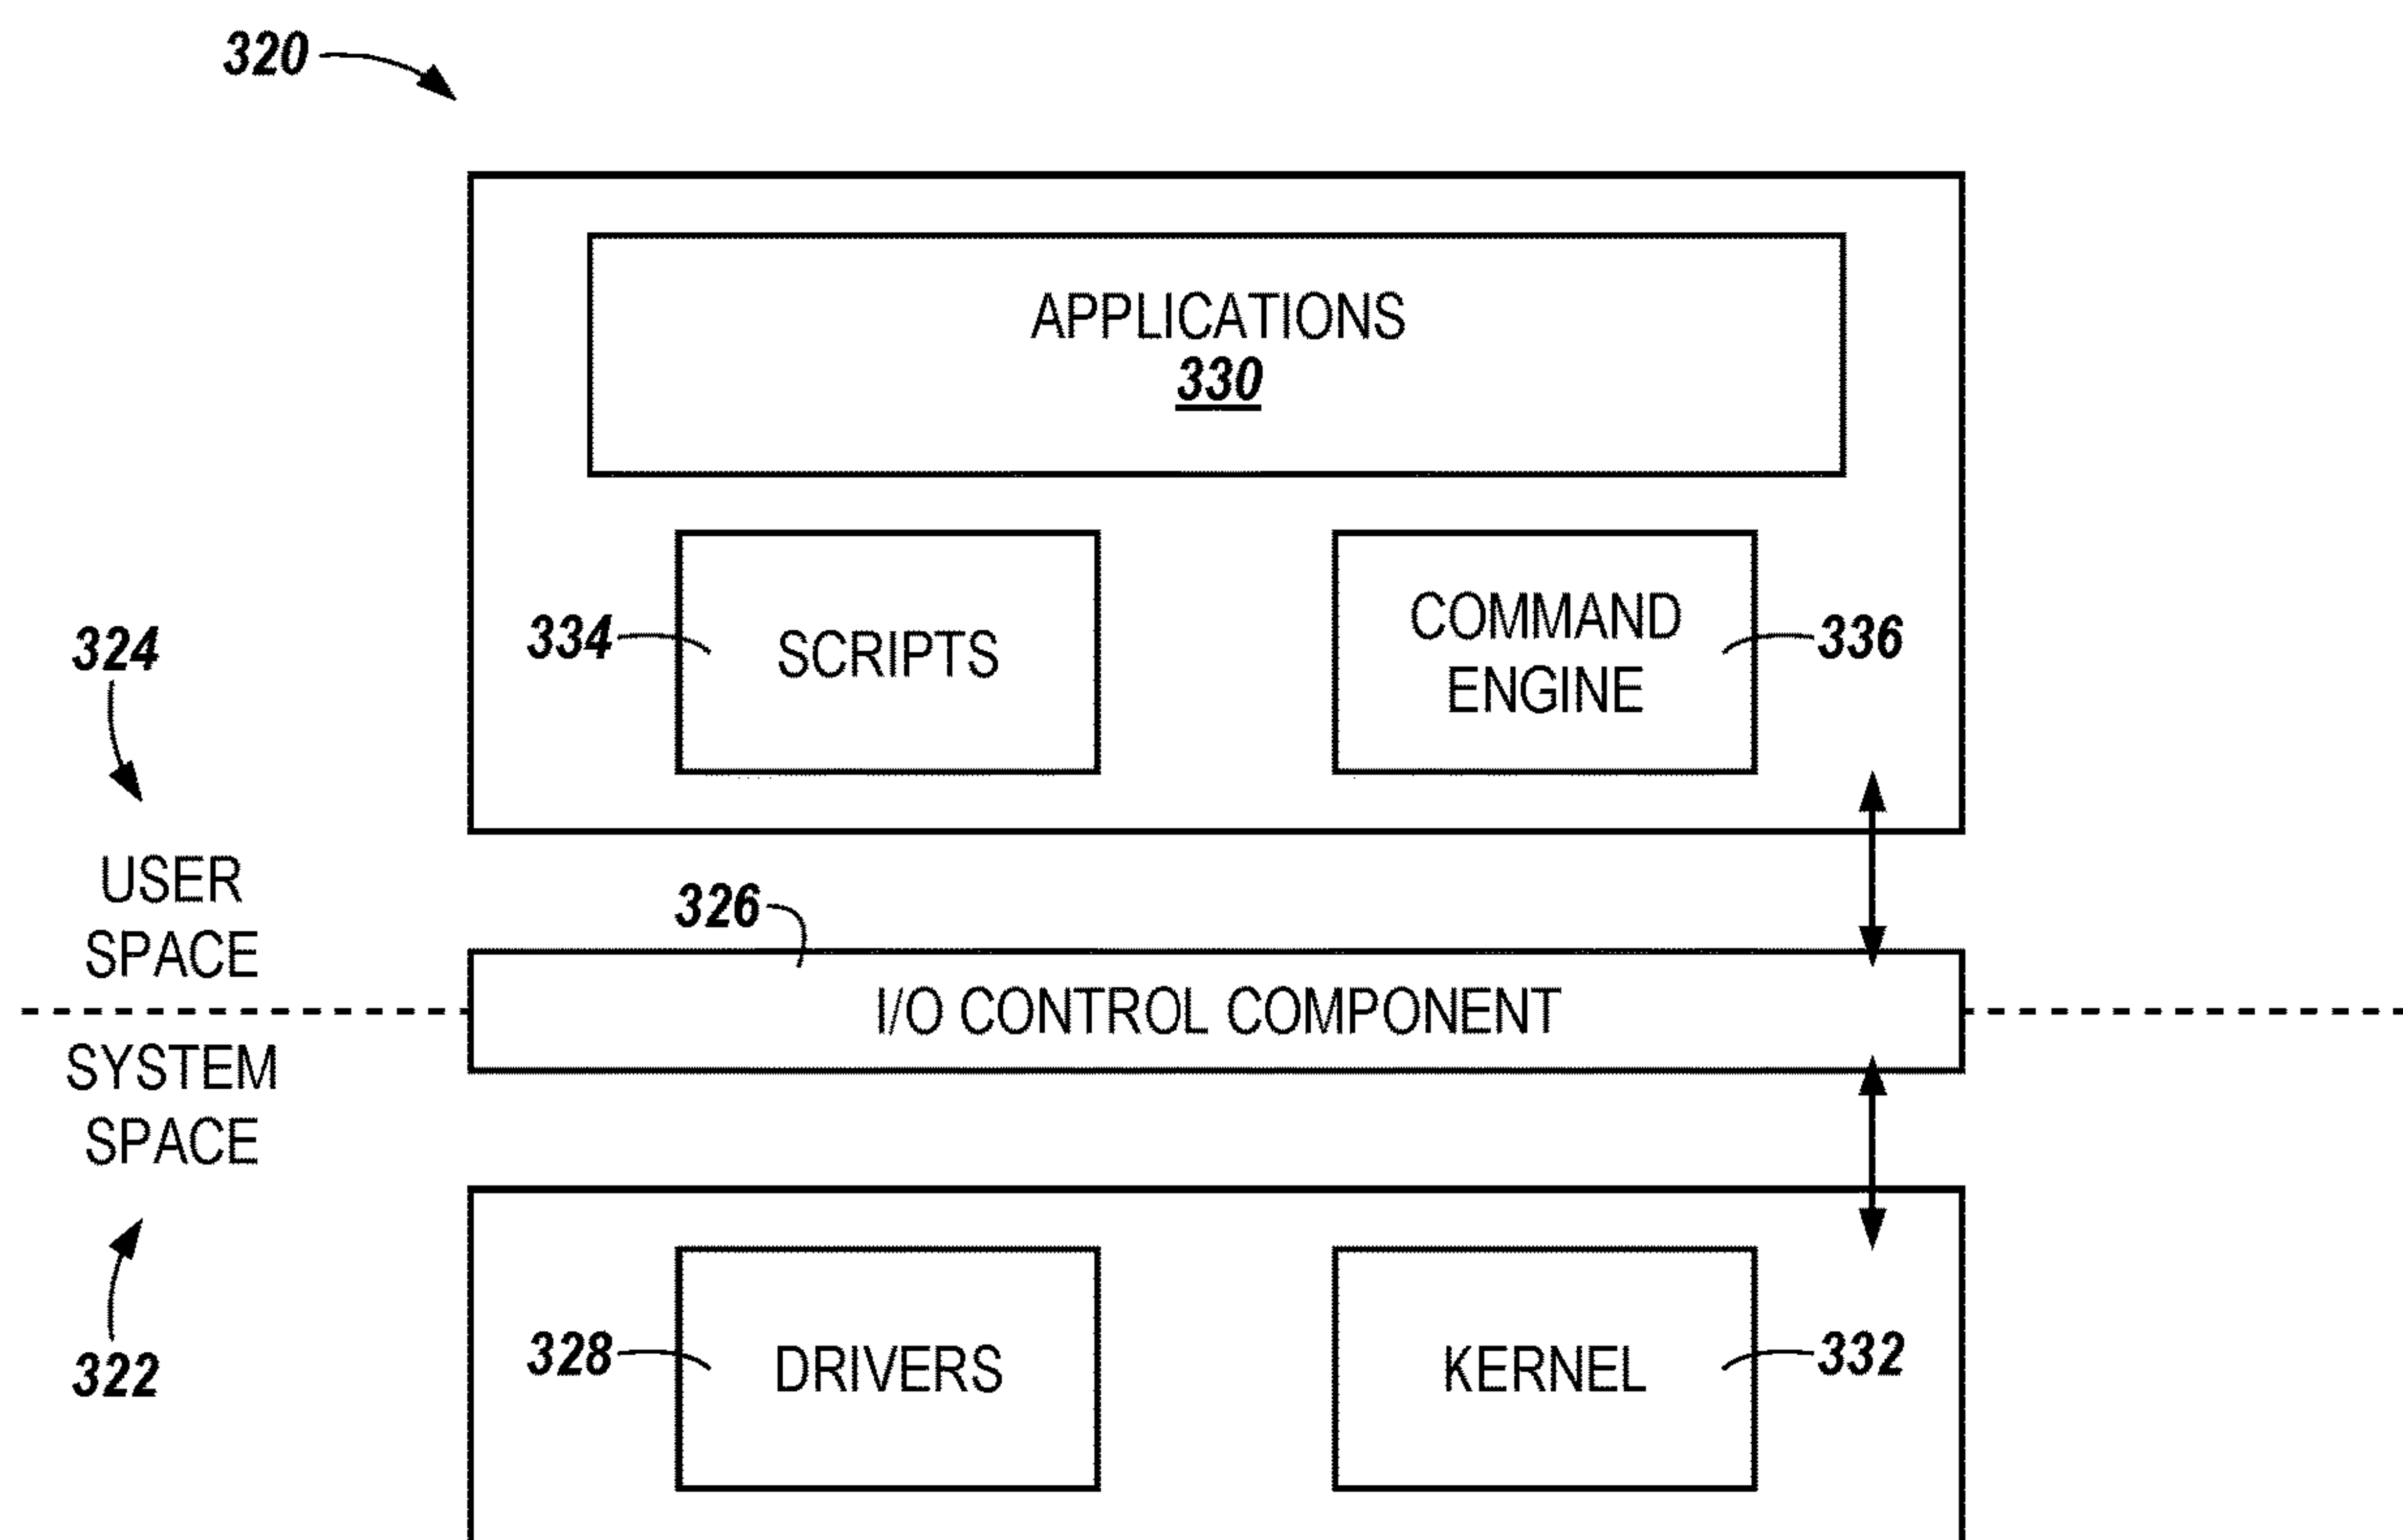 320
APPLICATIONS
330
334
SCRIPTS
COMMAND
ENGINE
336
324
USER
SPACE
326
I/O CONTROL COMPONENT
SYSTEM
SPACE
322
328
DRIVERS
KERNEL
332